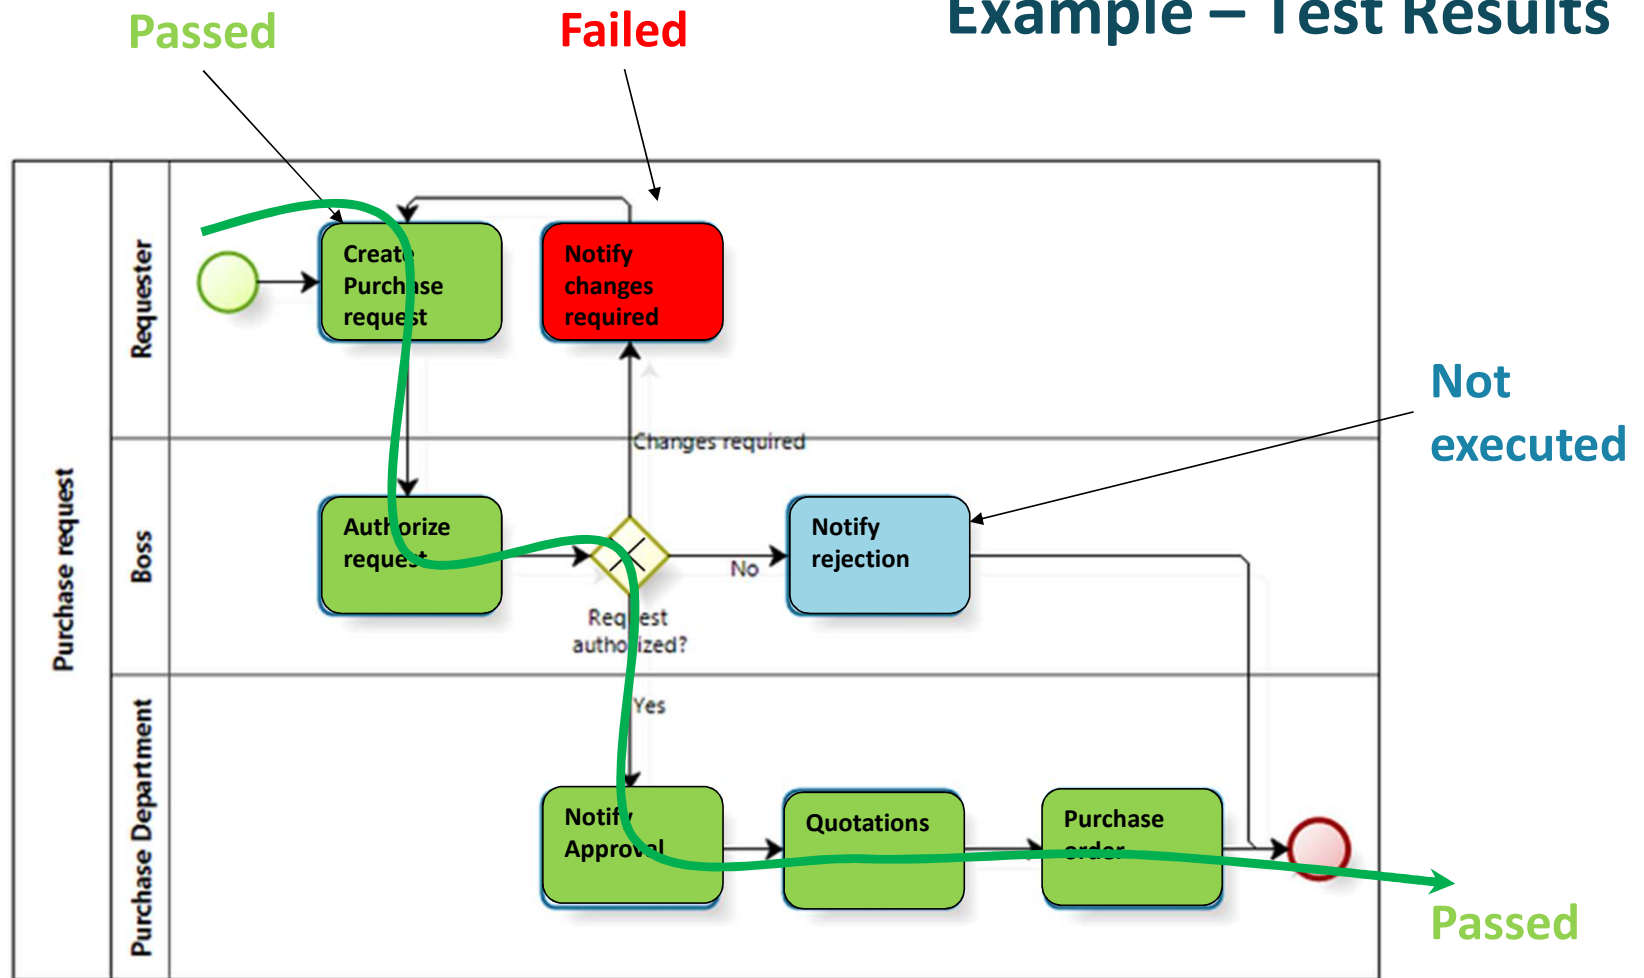 Example – Test Results
Passed
Failed
Purchase request
Requester
Create
Purchase
request
Notify
changes
required
Not
executed
Changes required
Boss
Authorize
request
Notify
rejection
No
Request
authorized?
Yes
Purchase Department
Notify
Approval
Quotations
Purchase
order
Passed